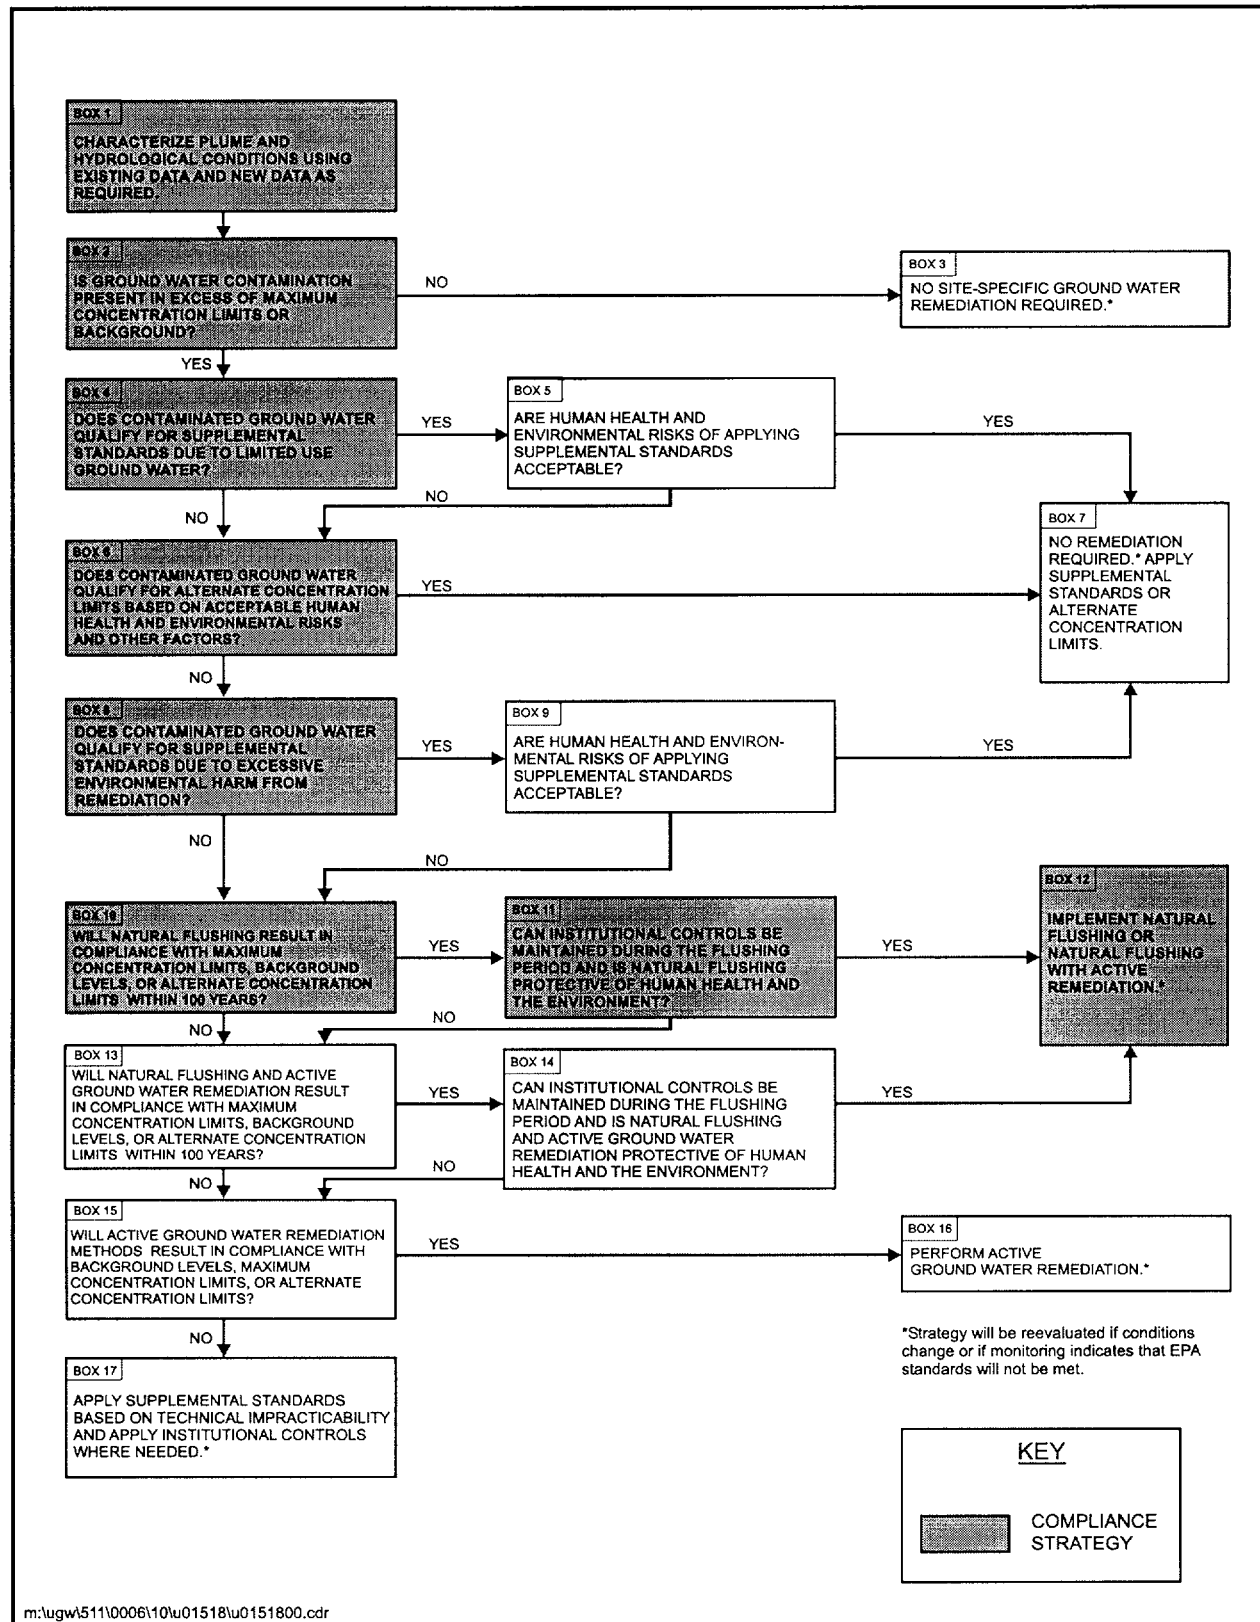 BOX 1
CHARACTERIZE PLUME AND
HYDROLOGICAL CONDITIONS USING
EXISTING DATA AND NEW DATA AS
REQUIRED.
BOX 2
IS GROUND WATER CONTAMINATION
PRESENT IN EXCESS OF MAXIMUM
CONCENTRATION LIMITS OR
BACKGROUND?
NO
BOX 3
NO SITE-SPECIFIC GROUND WATER
REMEDIATION REQUIRED.*
YES
BOX 4
DOES CONTAMINATED GROUND WATER
QUALIFY FOR SUPPLEMENTAL
STANDARDS DUE TO LIMITED USE
GROUND WATER?
YES
BOX 5
ARE HUMAN HEALTH AND
ENVIRONMENTAL RISKS OF APPLYING
SUPPLEMENTAL STANDARDS
ACCEPTABLE?
YES
NO
NO
BOX 6
DOES CONTAMINATED GROUND WATER
QUALIFY FOR ALTERNATE CONCENTRATION
LIMITS BASED ON ACCEPTABLE HUMAN
HEALTH AND ENVIRONMENTAL RISKS
AND OTHER FACTORS?
YES
BOX 7
NO REMEDIATION
REQUIRED.* APPLY
SUPPLEMENTAL
STANDARDS OR
ALTERNATE
CONCENTRATION
LIMITS.
NO
BOX 8
DOES CONTAMINATED GROUND WATER
QUALIFY FOR SUPPLEMENTAL
STANDARDS DUE TO EXCESSIVE
ENVIRONMENTAL HARM FROM
REMEDIATION?
YES
BOX 9
ARE HUMAN HEALTH AND ENVIRON-
MENTAL RISKS OF APPLYING
SUPPLEMENTAL STANDARDS
ACCEPTABLE?
YES
NO
NO
BOX 10
WILL NATURAL FLUSHING RESULT IN
COMPLIANCE WITH MAXIMUM
CONCENTRATION LIMITS, BACKGROUND
LEVELS, OR ALTERNATE CONCENTRATION
LIMITS WITHIN 100 YEARS?
YES
BOX 11
CAN INSTITUTIONAL CONTROLS BE
MAINTAINED DURING THE FLUSHING
PERIOD AND IS NATURAL FLUSHING
PROTECTIVE OF HUMAN HEALTH AND
THE ENVIRONMENT?
YES
BOX 12
IMPLEMENT NATURAL
FLUSHING OR
NATURAL FLUSHING
WITH ACTIVE
REMEDIATION.*
NO
NO
BOX 13
WILL NATURAL FLUSHING AND ACTIVE
GROUND WATER REMEDIATION RESULT
IN COMPLIANCE WITH MAXIMUM
CONCENTRATION LIMITS, BACKGROUND
LEVELS, OR ALTERNATE CONCENTRATION
LIMITS WITHIN 100 YEARS?
YES
BOX 14
CAN INSTITUTIONAL CONTROLS BE
MAINTAINED DURING THE FLUSHING
PERIOD AND IS NATURAL FLUSHING
AND ACTIVE GROUND WATER
REMEDIATION PROTECTIVE OF HUMAN
HEALTH AND THE ENVIRONMENT?
YES
NO
NO
BOX 15
WILL ACTIVE GROUND WATER REMEDIATION
METHODS RESULT IN COMPLIANCE WITH
BACKGROUND LEVELS, MAXIMUM
CONCENTRATION LIMITS, OR ALTERNATE
CONCENTRATION LIMITS?
YES
BOX 16
PERFORM ACTIVE
GROUND WATER REMEDIATION.*
NO
BOX 17
APPLY SUPPLEMENTAL STANDARDS
BASED ON TECHNICAL IMPRACTICABILITY
AND APPLY INSTITUTIONAL CONTROLS
WHERE NEEDED.*
*Strategy will be reevaluated if conditions
change or if monitoring indicates that EPA
standards will not be met.
KEY
COMPLIANCE
STRATEGY
m:\ugw\511\0006\10\u01518\u0151800.cdr